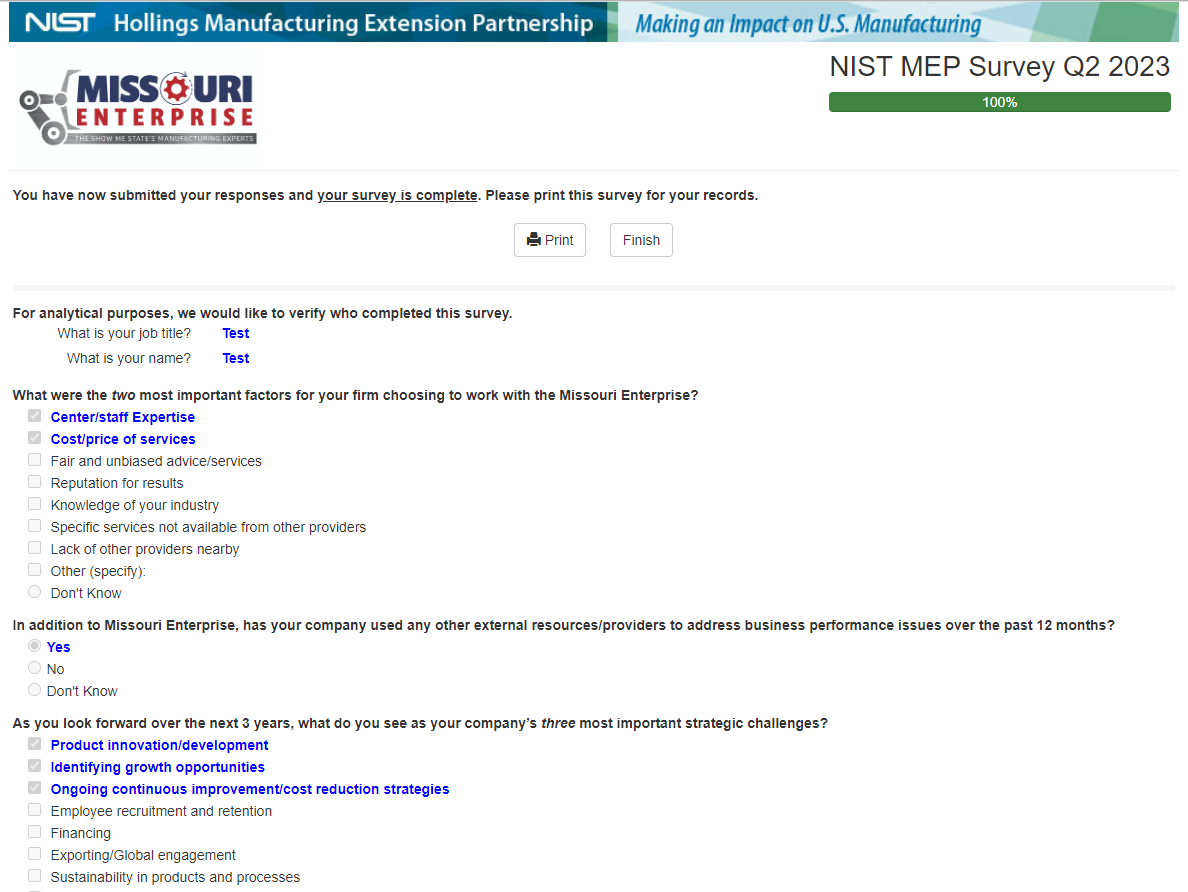 NIST Hollings Manufacturing Extension Partnership Making an Impact on U.S. Manufacturing
MISSOURI
ENTERPRISE
THE SHOW ME STATE'S MANUFACTURING EXPERTS
NIST MEP Survey Q2 2023
100%
You have now submitted your responses and your survey is complete. Please print this survey for your records.
Print Finish
For analytical purposes, we would like to verify who completed this survey.
What is your job title? Test
What is your name? Test
What were the two most important factors for your firm choosing to work with the Missouri Enterprise?
Center/staff Expertise
Cost/price of services
Fair and unbiased advice/services
Reputation for results
Knowledge of your industry
Specific services not available from other providers
Lack of other providers nearby
Other (specify):
Don't Know
In addition to Missouri Enterprise, has your company used any other external resources/providers to address business performance issues over the past 12 months?
Yes
No
Don't Know
As you look forward over the next 3 years, what do you see as your company’s three most important strategic challenges?
Product innovation/development
Identifying growth opportunities
Ongoing continuous improvement/cost reduction strategies
Employee recruitment and retention
Financing
Exporting/Global engagement
Sustainability in products and processes